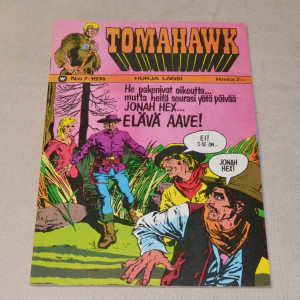 TOMAHAWK
N:o 7-1974
HURJA LÄNSI
Hinta 2:-
He pakenivat oikeutta...
mutta heitä seurasi yötä päivää
JONAH HEX...
ELÄVÄ AAVE!
EI!
S-SE ON...
JONAH
HEX!